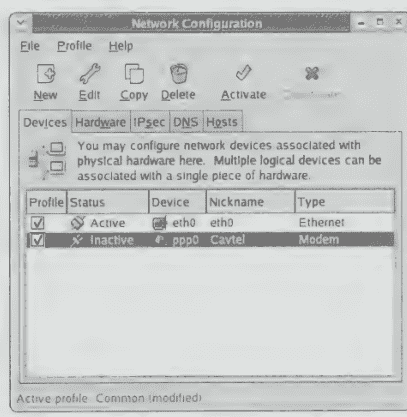 Network Configuration
File Profile Help
New Edit Copy Delete Activate
Devices Hardware IPsec DNS Hosts
You may configure network devices associated with
physical hardware here. Multiple logical devices can be
associated with a single piece of hardware.
Profile Status Device Nickname Type
Active eth0 eth0 Ethernet
Inactive ppp0 Cavtel Modem
Active profile: Common (modified)